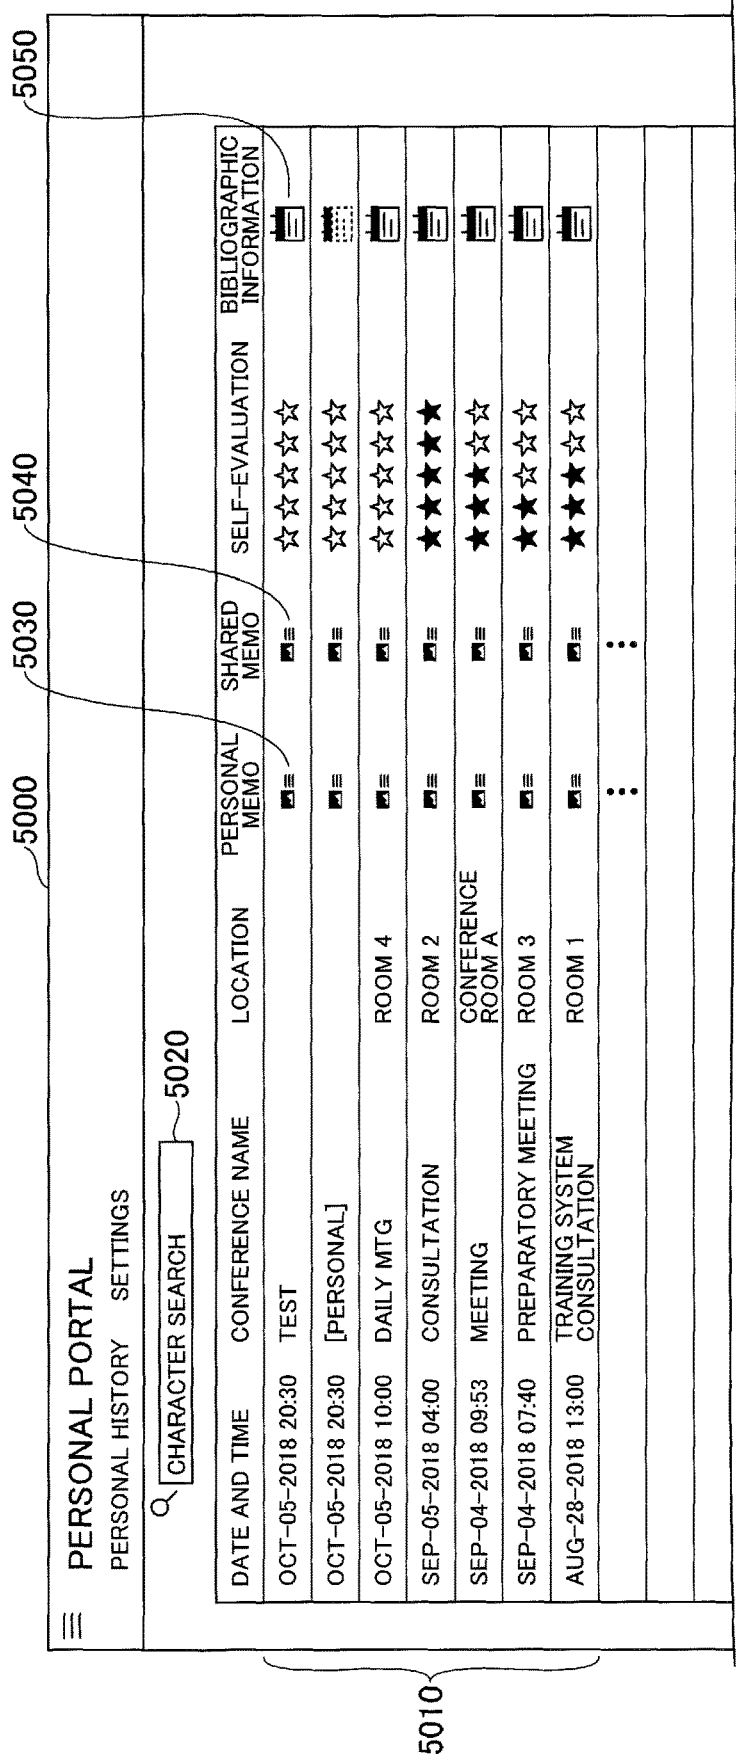 5000
5030
5040
5050
PERSONAL PORTAL
PERSONAL HISTORY SETTINGS
CHARACTER SEARCH
5020
DATE AND TIME CONFERENCE NAME LOCATION PERSONAL MEMO SHARED MEMO SELF-EVALUATION BIBLIOGRAPHIC INFORMATION
OCT-05-2018 20:30 TEST
OCT-05-2018 20:30 [PERSONAL]
OCT-05-2018 10:00 DAILY MTG ROOM 4
SEP-05-2018 04:00 CONSULTATION ROOM 2
SEP-04-2018 09:53 MEETING CONFERENCE ROOM A
SEP-04-2018 07:40 PREPARATORY MEETING ROOM 3
AUG-28-2018 13:00 TRAINING SYSTEM CONSULTATION ROOM 1
5010